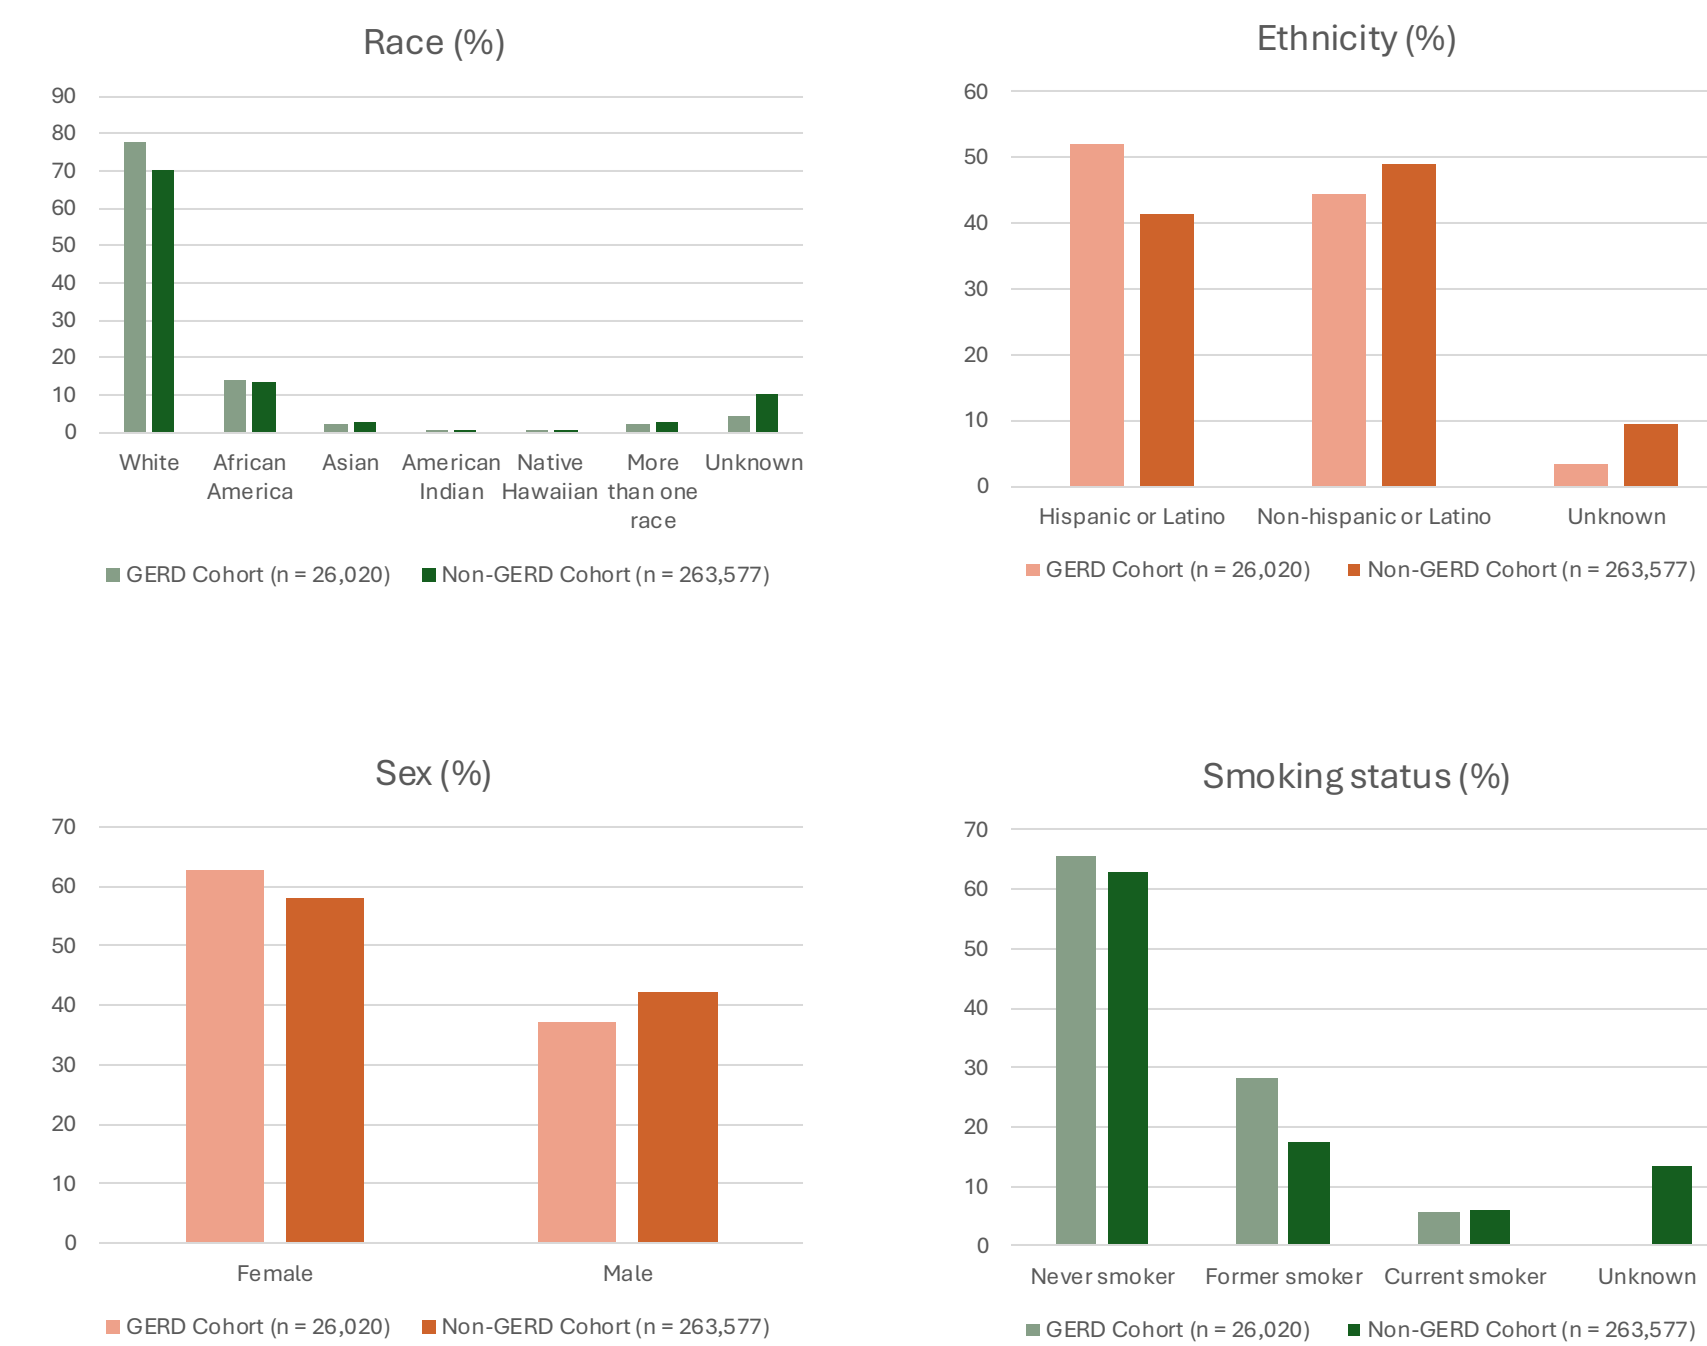 Race (%)
90
80
70
60
50
40
30
20
10
0
White
African
America
Asian
American
Indian
Native
Hawaiian
More
than one
race
Unknown
GERD Cohort (n = 26,020)
Non-GERD Cohort (n = 263,577)
Ethnicity (%)
60
50
40
30
20
10
0
Hispanic or Latino
Non-hispanic or Latino
Unknown
GERD Cohort (n = 26,020)
Non-GERD Cohort (n = 263,577)
Sex (%)
70
60
50
40
30
20
10
0
Female
Male
GERD Cohort (n = 26,020)
Non-GERD Cohort (n = 263,577)
Smoking status (%)
70
60
50
40
30
20
10
0
Never smoker
Former smoker
Current smoker
Unknown
GERD Cohort (n = 26,020)
Non-GERD Cohort (n = 263,577)